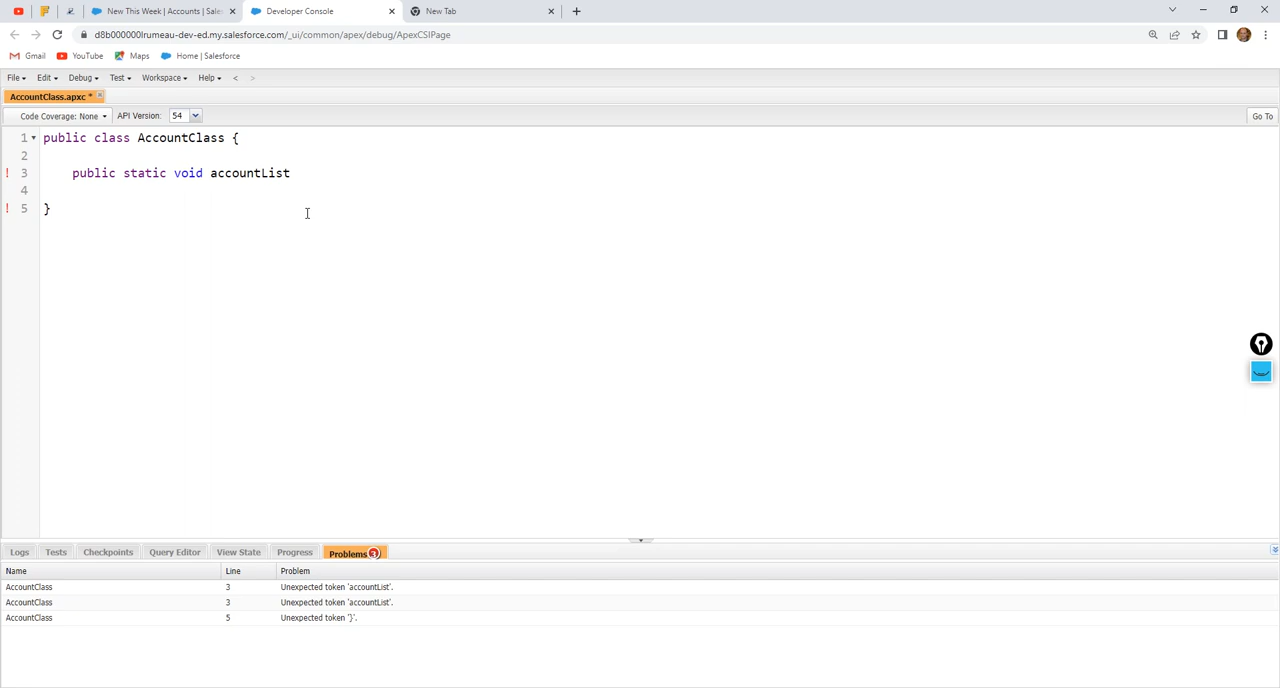 New This Week | Accounts | Sales
Developer Console
New Tab
d8b000000lrumeau-dev-ed.my.salesforce.com/_ui/common/apex/debug/ApexCSIPage
Gmail YouTube Maps Home | Salesforce
File Edit Debug Test Workspace Help < >
AccountClass.apxc *
Code Coverage: None API Version: 54 Go To
1 public class AccountClass {
2
! 3 public static void accountList
4
! 5 }
Logs Tests Checkpoints Query Editor View State Progress Problems 3
Name Line Problem
AccountClass 3 Unexpected token 'accountList'.
AccountClass 3 Unexpected token 'accountList'.
AccountClass 5 Unexpected token '}'.